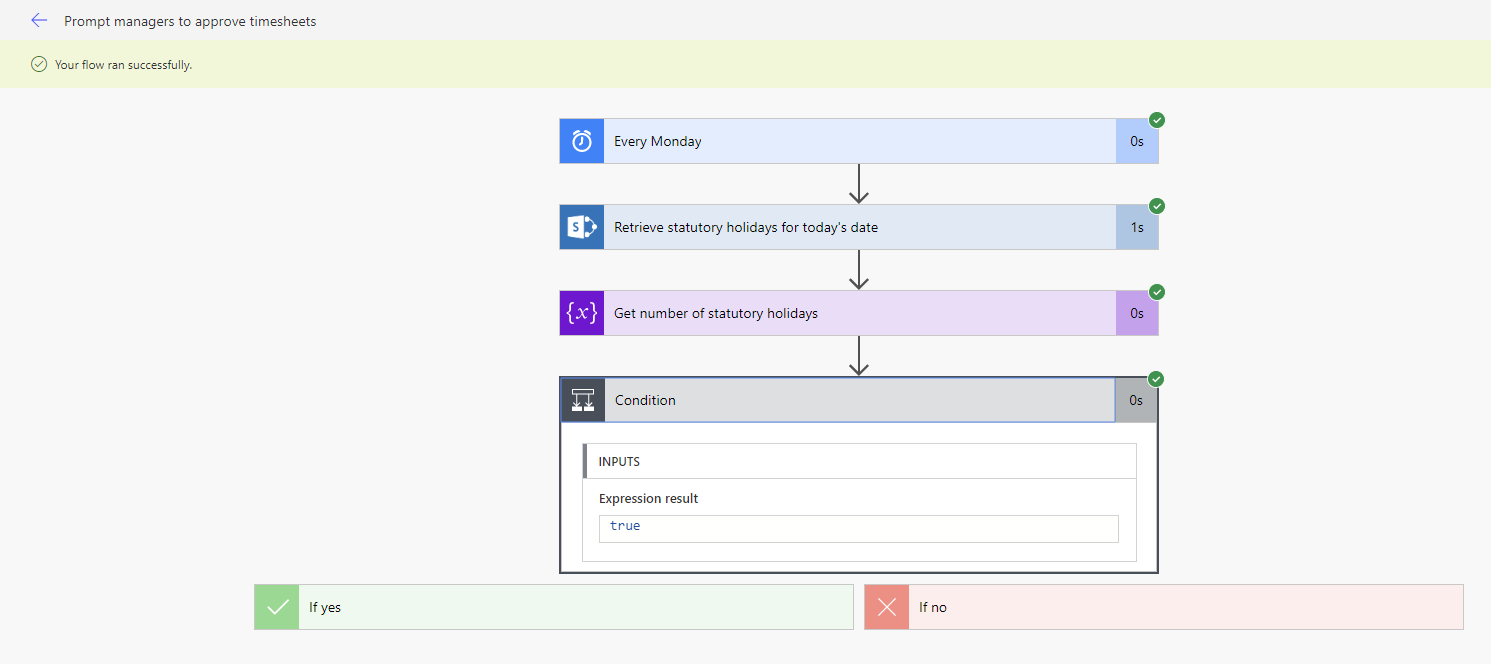 Prompt managers to approve timesheets
Your flow ran successfully.
Every Monday 0s
S Retrieve statutory holidays for today's date 1s
{x} Get number of statutory holidays 0s
Condition 0s
INPUTS
Expression result
true
If yes
If no